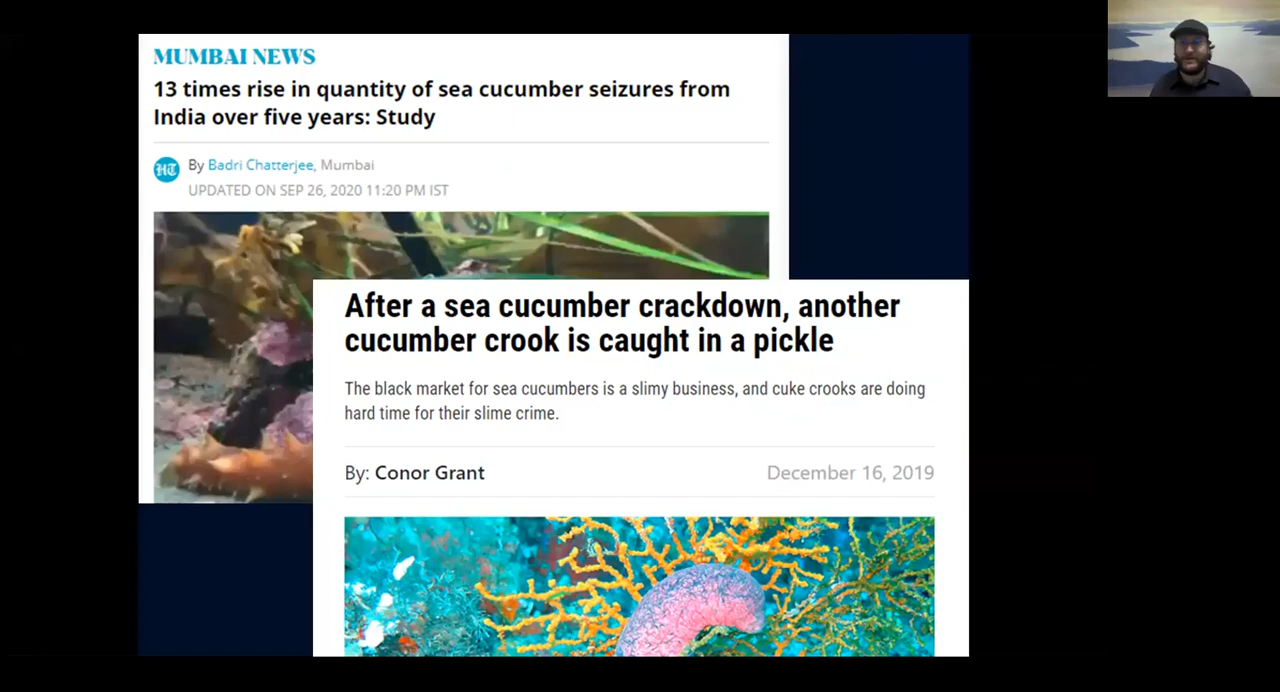 MUMBAI NEWS
13 times rise in quantity of sea cucumber seizures from
India over five years: Study
HT
By Badri Chatterjee, Mumbai
UPDATED ON SEP 26, 2020 11:20 PM IST
After a sea cucumber crackdown, another
cucumber crook is caught in a pickle
The black market for sea cucumbers is a slimy business, and cuke crooks are doing
hard time for their slime crime.
By: Conor Grant
December 16, 2019